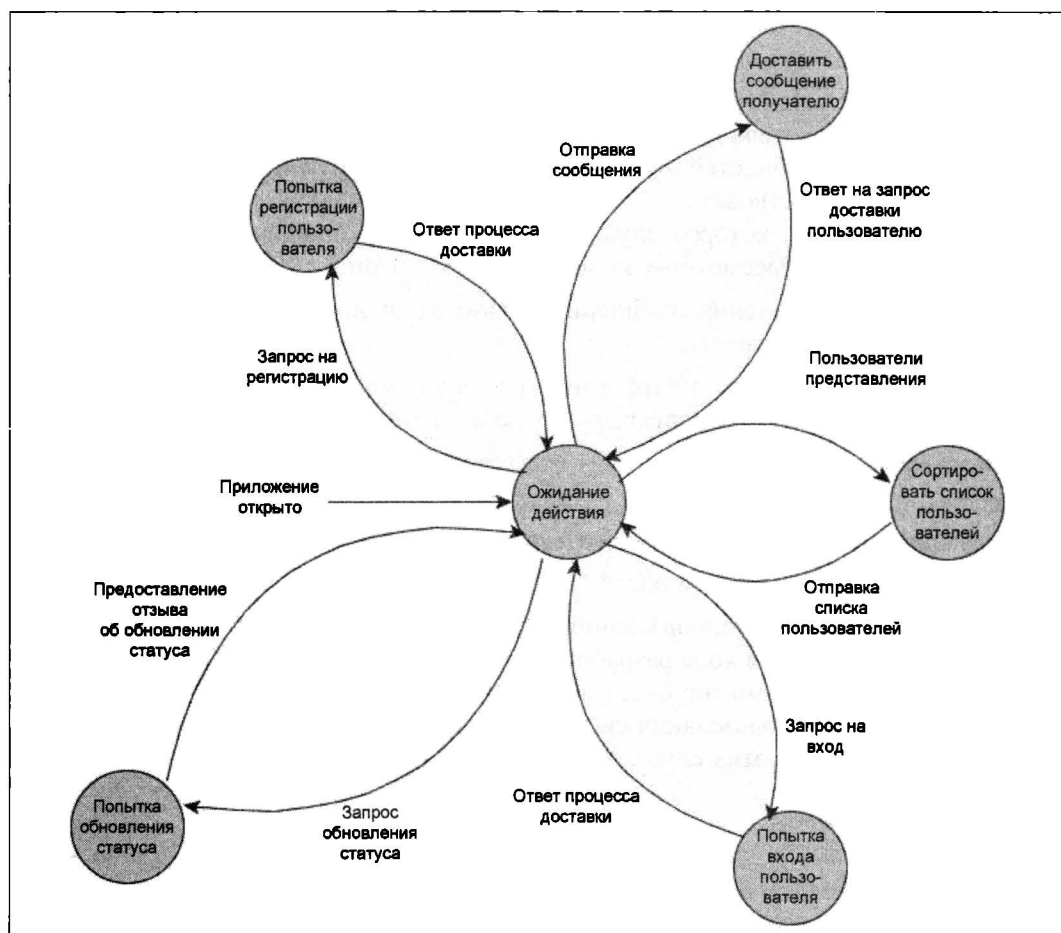 Доставить
сообщение
получателю
Отправка
сообщения
Попытка
регистрации
пользо-
вателя
Ответ процесса
доставки
Ответ на запрос
доставки
пользователю
Запрос на
регистрацию
Пользователи
представления
Приложение
открыто
Ожидание
действия
Сортиро-
вать список
пользо-
вателей
Предоставление
отзыва
об обновлении
статуса
Отправка
списка
пользователей
Запрос на
вход
Попытка
обновления
статуса
Запрос
обновления
статуса
Ответ процесса
доставки
Попытка
входа
пользо-
вателя